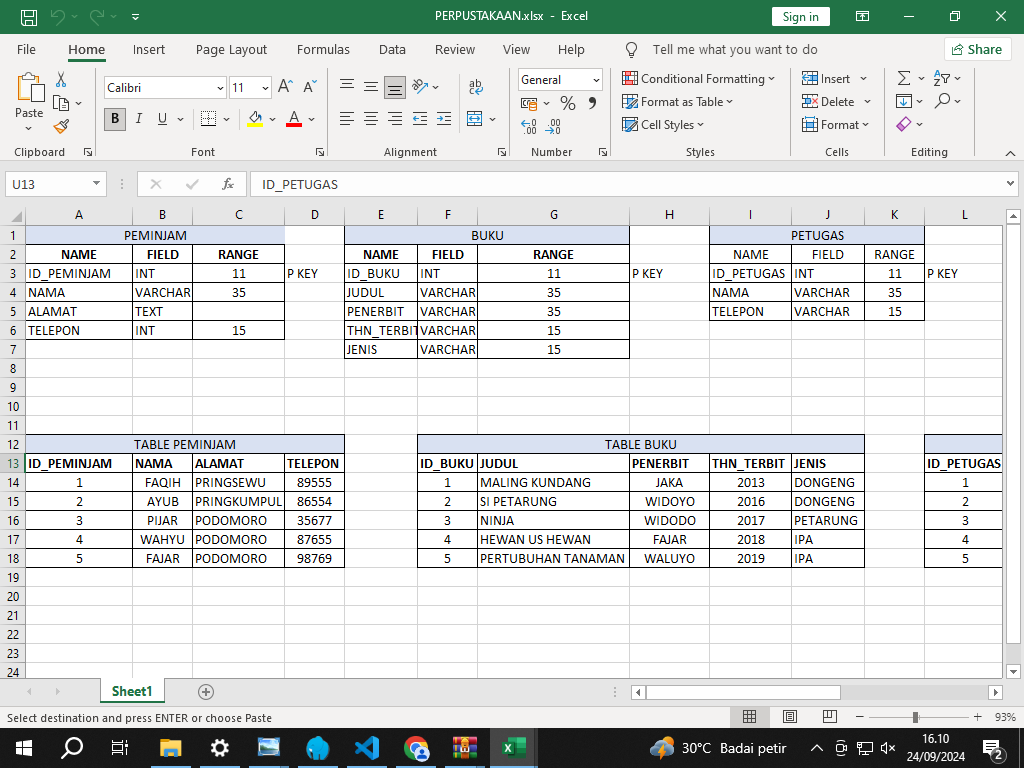 PERPUSTAKAAN.xlsx - Excel
Sign in
File Home Insert Page Layout Formulas Data Review View Help Tell me what you want to do Share
Calibri 11 General Conditional Formatting Insert
Paste Format as Table Delete
B I U A Cell Styles Format
Clipboard Font Alignment Number Styles Cells Editing
U13 fx ID_PETUGAS
A B C D E F G H I J K L
1 PEMINJAM BUKU PETUGAS
2 NAME FIELD RANGE NAME FIELD RANGE NAME FIELD RANGE
3 ID_PEMINJAM INT 11 P KEY ID_BUKU INT 11 P KEY ID_PETUGAS INT 11 P KEY
4 NAMA VARCHAR 35 JUDUL VARCHAR 35 NAMA VARCHAR 35
5 ALAMAT TEXT PENERBIT VARCHAR 35 TELEPON VARCHAR 15
6 TELEPON INT 15 THN_TERBIT VARCHAR 15
7 JENIS VARCHAR 15
8
9
10
11
12 TABLE PEMINJAM TABLE BUKU
13 ID_PEMINJAM NAMA ALAMAT TELEPON ID_BUKU JUDUL PENERBIT THN_TERBIT JENIS ID_PETUGAS
14 1 FAQIH PRINGSEWU 89555 1 MALING KUNDANG JAKA 2013 DONGENG 1
15 2 AYUB PRINGKUMPUL 86554 2 SI PETARUNG WIDOYO 2016 DONGENG 2
16 3 PIJAR PODOMORO 35677 3 NINJA WIDODO 2017 PETARUNG 3
17 4 WAHYU PODOMORO 87655 4 HEWAN US HEWAN FAJAR 2018 IPA 4
18 5 FAJAR PODOMORO 98769 5 PERTUBUHAN TANAMAN WALUYO 2019 IPA 5
19
20
21
22
23
24
Sheet1
Select destination and press ENTER or choose Paste 93%
30°C Badai petir 16.10
24/09/2024
2